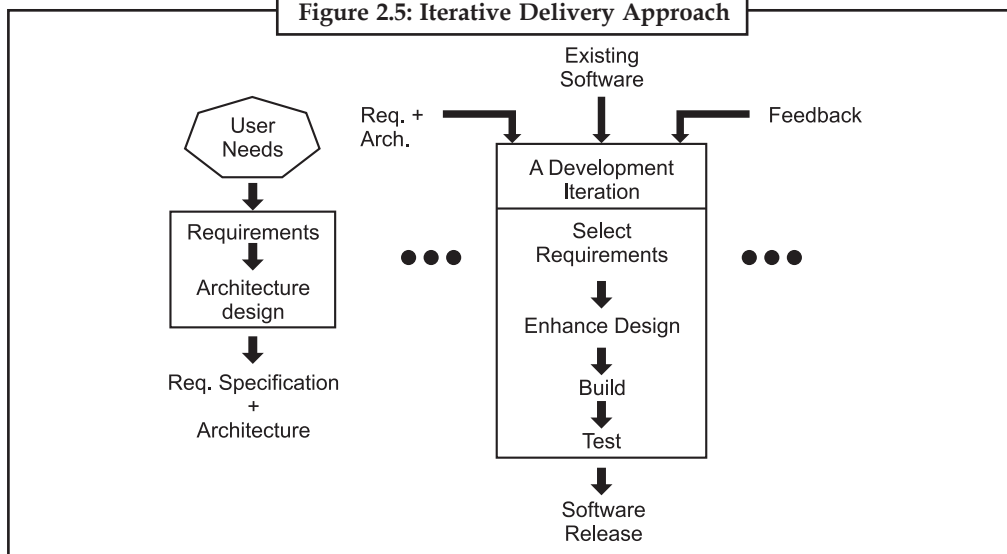 Figure 2.5: Iterative Delivery Approach
User
Needs
Requirements
Architecture
design
Req. Specification
+
Architecture
Existing
Software
Req. +
Arch.
Feedback
A Development
Iteration
Select
Requirements
Enhance Design
Build
Test
Software
Release